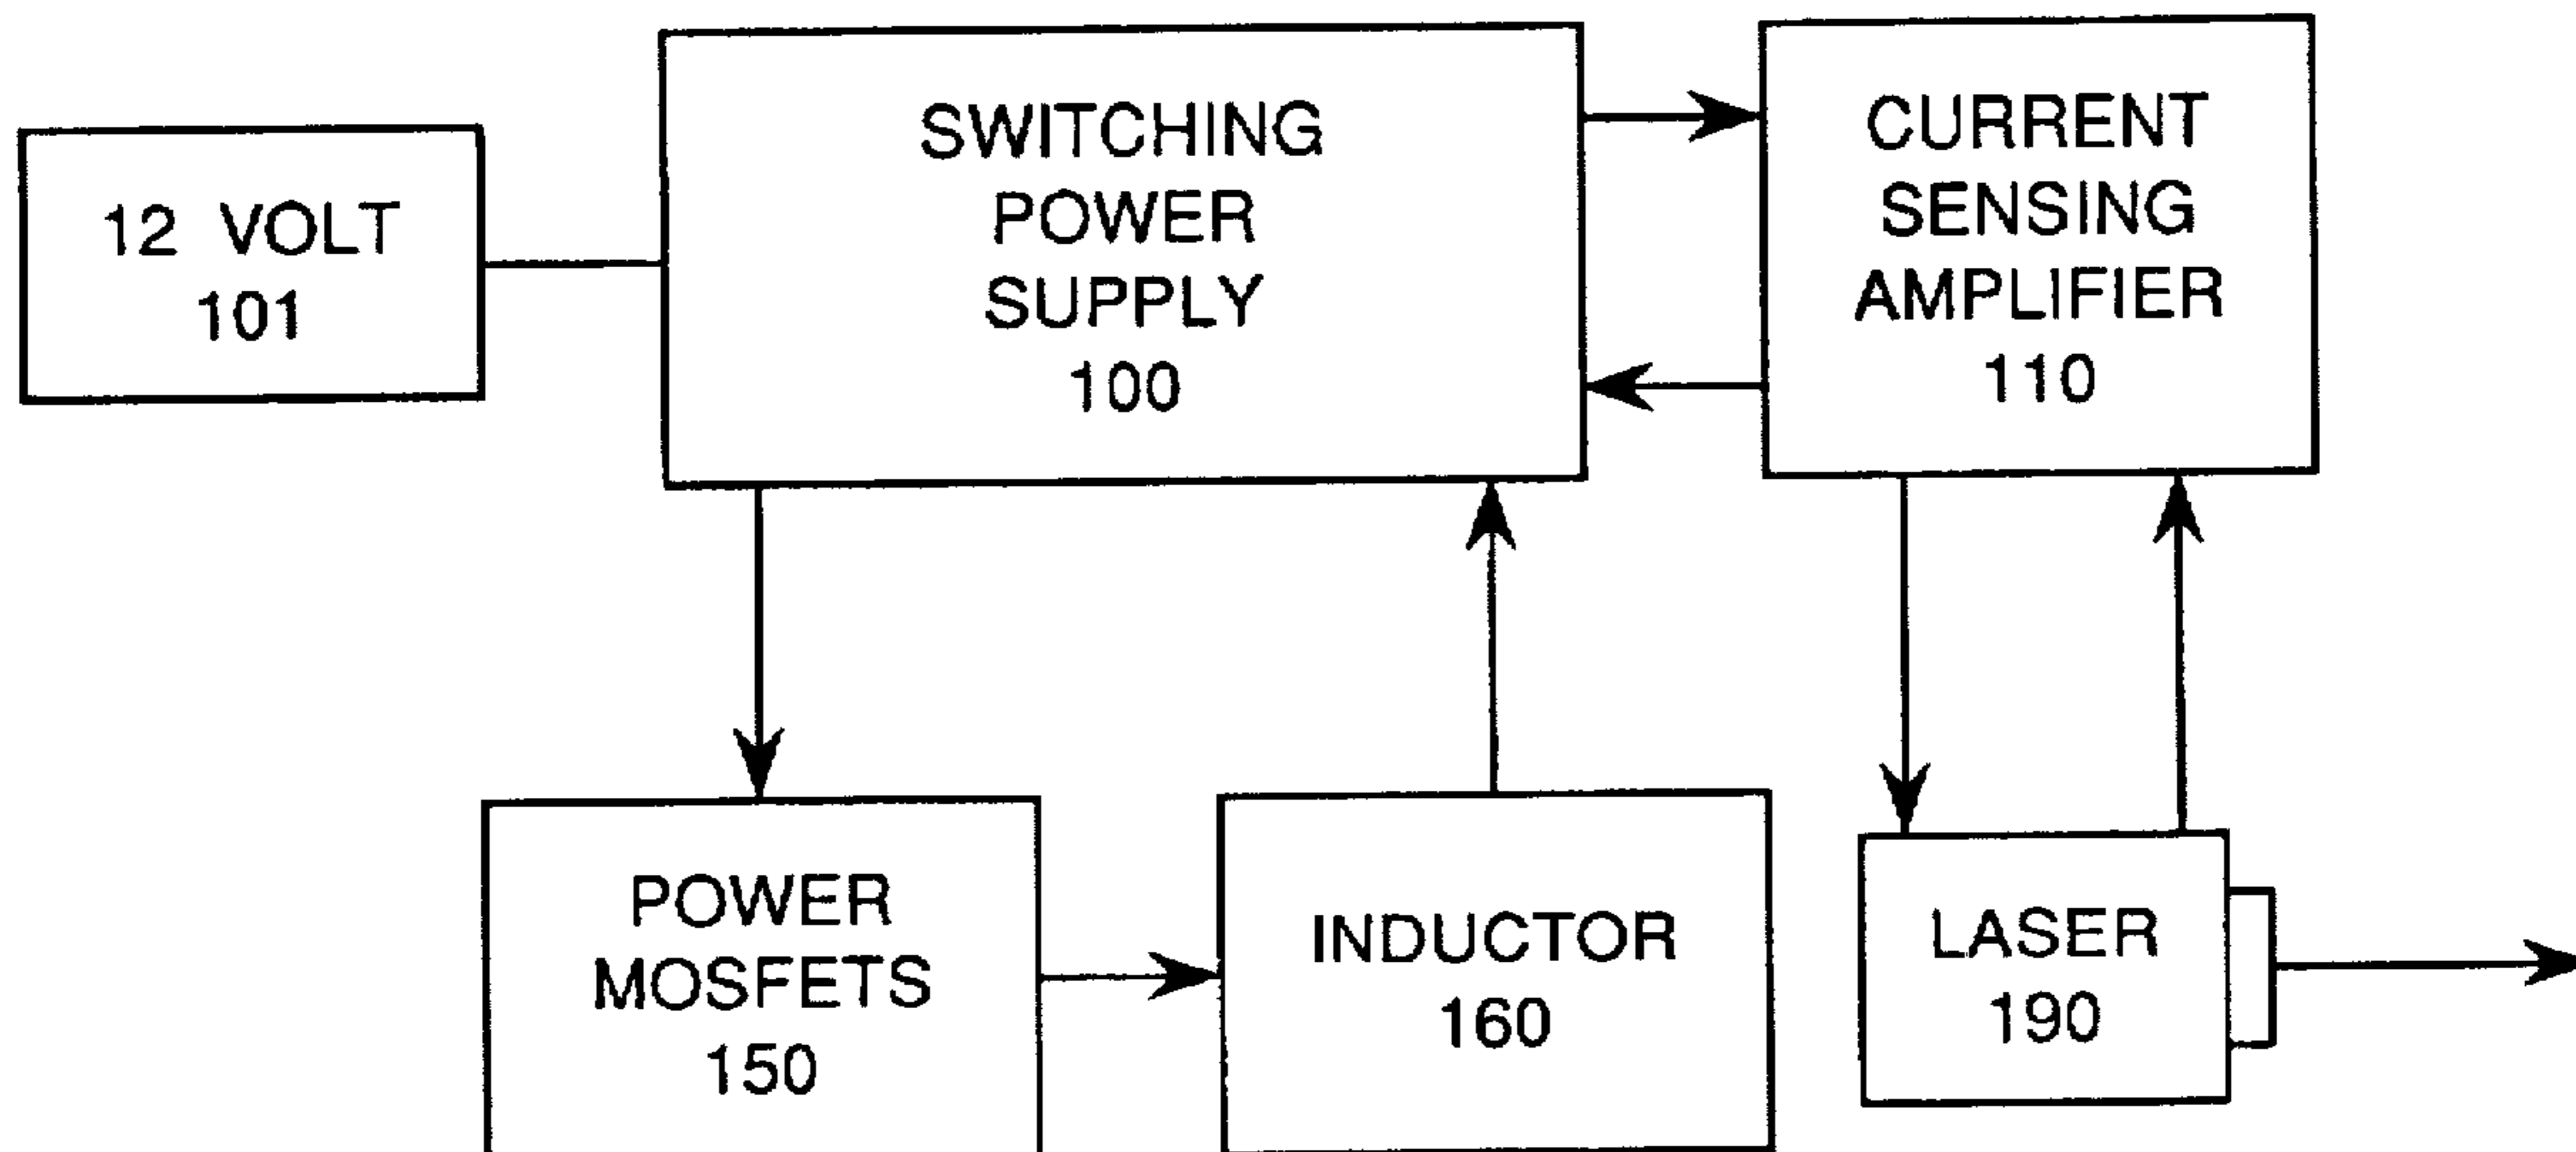 12 VOLT
101
SWITCHING
POWER
SUPPLY
100
CURRENT
SENSING
AMPLIFIER
110
POWER
MOSFETS
150
INDUCTOR
160
LASER
190